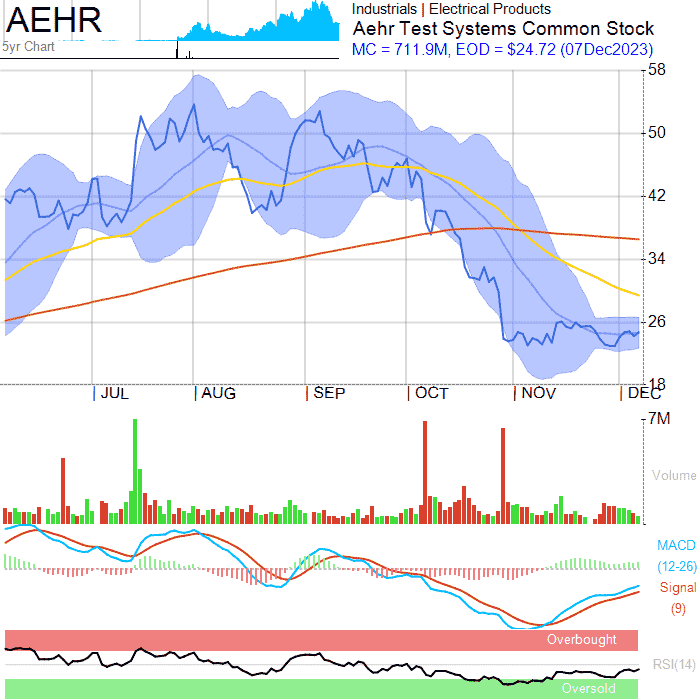 AEHR
5yr Chart
Industrials | Electrical Products
Aehr Test Systems Common Stock
MC = 711.9M, EOD = $24.72 (07Dec2023)
58
50
42
34
26
18
JUL AUG SEP OCT NOV DEC
7M
Volume
MACD
(12-26)
Signal
(9)
Overbought
RSI(14)
Oversold